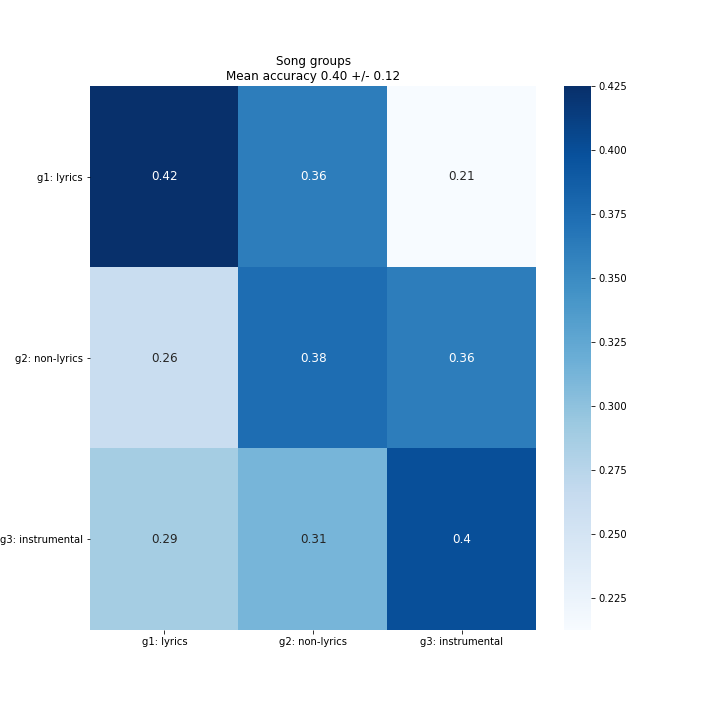 Song groups
Mean accuracy 0.40 +/- 0.12
g1: lyrics 0.42 0.36 0.21
g2: non-lyrics 0.26 0.38 0.36
g3: instrumental 0.29 0.31 0.4
g1: lyrics g2: non-lyrics g3: instrumental
0.425
0.400
0.375
0.350
0.325
0.300
0.275
0.250
0.225